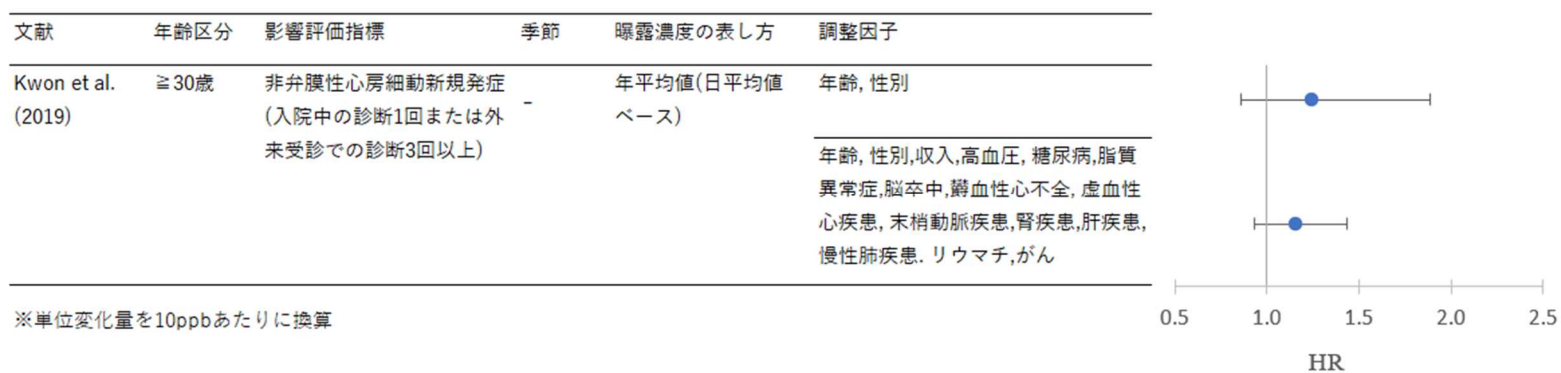 文献 年齢区分 影響評価指標 季節 曝露濃度の表し方 調整因子
Kwon et al. ≧30歳 非弁膜性心房細動新規発症 年平均値(日平均値 年齢, 性別
(2019) (入院中の診断1回または外 – ベース)
来受診での診断3回以上)
年齢, 性別,収入,高血圧, 糖尿病,脂質
異常症,脳卒中,欝血性心不全, 虚血性
心疾患, 末梢動脈疾患,腎疾患,肝疾患,
慢性肺疾患. リウマチ,がん
※単位変化量を10ppbあたりに換算
0.5 1.0 1.5 2.0 2.5
HR